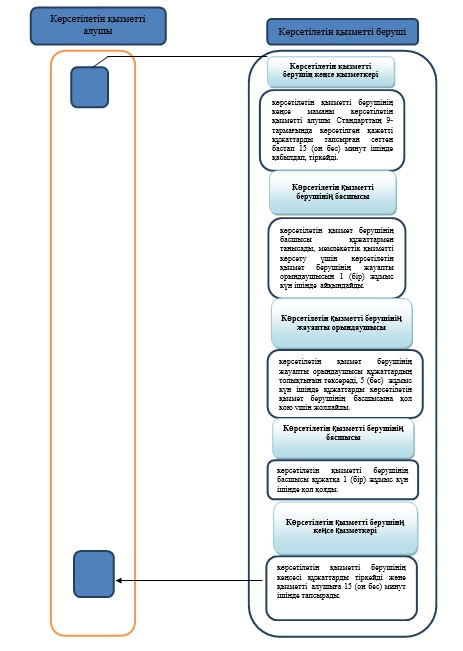 Көрсетілетін қызметті
алушы
Көрсетілетін қызметті беруші
Көрсетілетін қызметті
берушің кеңсе қызметкері
көрсетілетін қызметті берушінің
кеңсе маманы көрсетілетін
қызметті алушы Стандарттың 9-
тармағында көрсетілген қажетті
құжаттарды тапсырған сәттен
бастап 15 (он бес) минут ішінде
қабылдап, тіркейді.
Көрсетілетін қызметті
берушінің басшысы
көрсетілетін қызмет берушінің
басшысы құжаттармен
танысады, мемлекеттік қызметті
көрсету үшін көрсетілетін
қызмет берушінің жауапты
орындаушысын 1 (бір) жұмыс
күн ішінде айқындайды.
Көрсетілетін қызметті берушінің
жауапты орындаушысы
көрсетілетін қызмет берушінің
жауапты орындаушысы құжаттардың
толықтығын тексереді, 5 (бес) жұмыс
күн ішінде құжаттарды көрсетілетін
қызмет берушінің басшысына қол
қою үшін жоллайды.
Көрсетілетін қызметті берушінің
басшысы
көрсетілетін қызметті берушінің
басшысы құжатқа 1 (бір) жұмыс күн
ішінде қол қояды.
Көрсетілетін қызметті берушінің
кеңсе қызметкері
көрсетілетін қызметті берушінің
кеңсесі құжаттарды тіркейді және
қызметті алушыға 15 (он бес) минут
ішінде тапсырады.